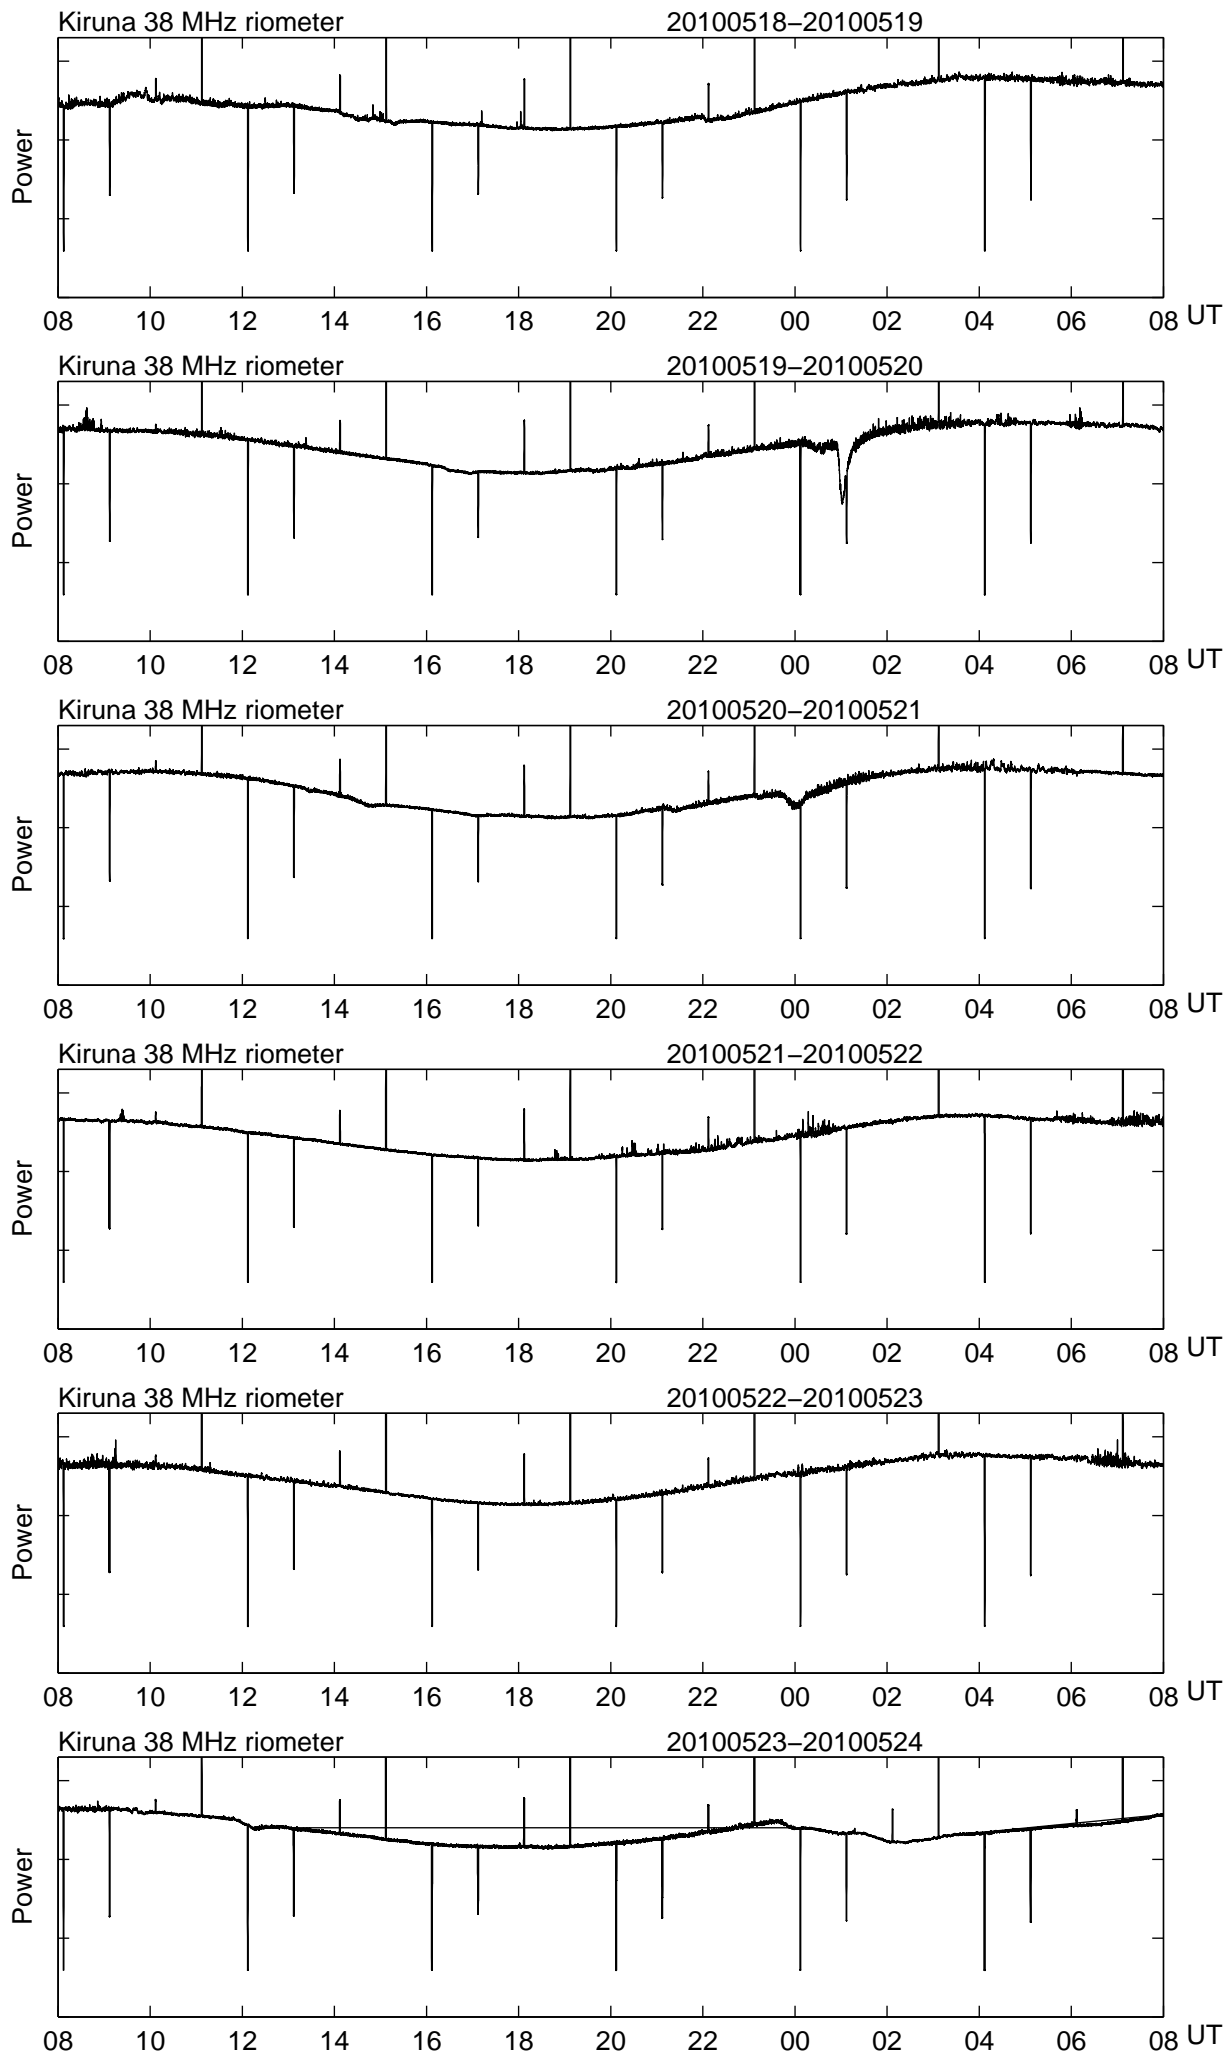 Kiruna 38 MHz riometer 20100518−20100519
Power
08 10 12 14 16 18 20 22 00 02 04 06 08 UT
Kiruna 38 MHz riometer 20100519−20100520
Power
08 10 12 14 16 18 20 22 00 02 04 06 08 UT
Kiruna 38 MHz riometer 20100520−20100521
Power
08 10 12 14 16 18 20 22 00 02 04 06 08 UT
Kiruna 38 MHz riometer 20100521−20100522
Power
08 10 12 14 16 18 20 22 00 02 04 06 08 UT
Kiruna 38 MHz riometer 20100522−20100523
Power
08 10 12 14 16 18 20 22 00 02 04 06 08 UT
Kiruna 38 MHz riometer 20100523−20100524
Power
08 10 12 14 16 18 20 22 00 02 04 06 08 UT